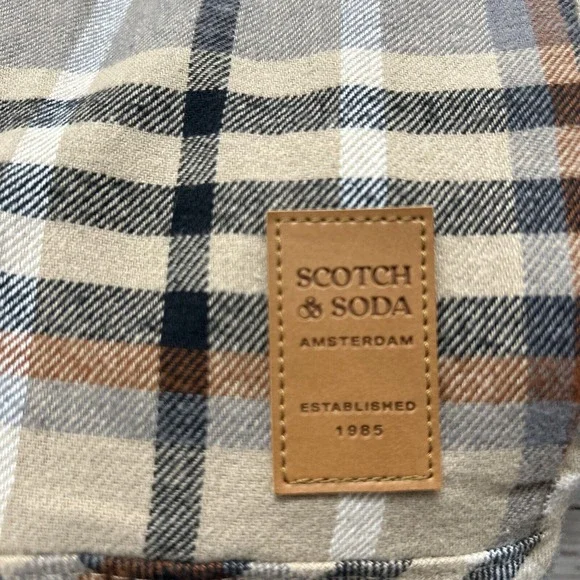 SCOTCH
& SODA
AMSTERDAM
ESTABLISHED
1985